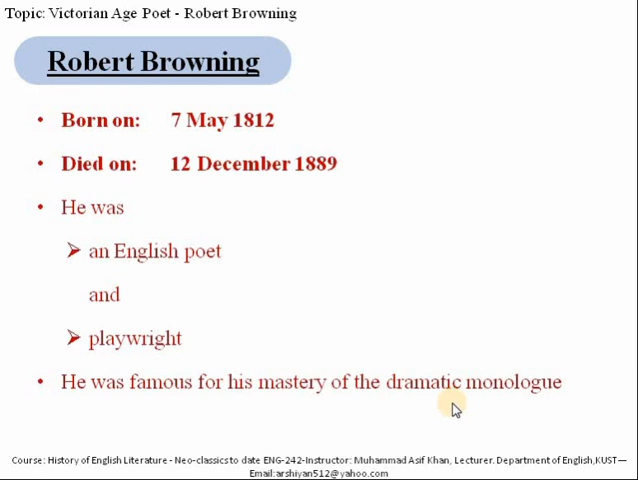 Topic: Victorian Age Poet - Robert Browning
Robert Browning
• Born on: 7 May 1812
• Died on: 12 December 1889
• He was
➢ an English poet
and
➢ playwright
• He was famous for his mastery of the dramatic monologue
Course: History of English Literature - Neo-classics to date ENG-242-Instructor: Muhammad Asif Khan, Lecturer. Department of English,KUST—
Email:arshiyan512@yahoo.com